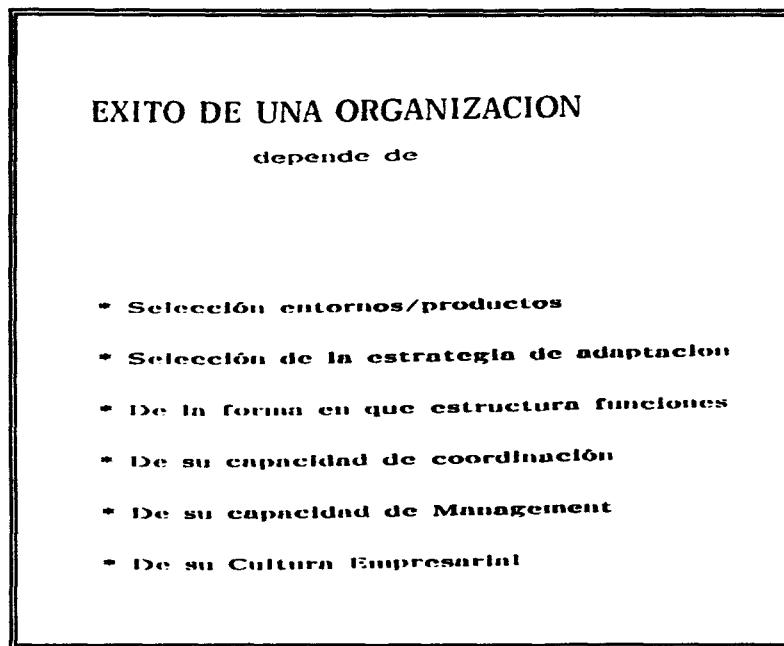 EXITO DE UNA ORGANIZACION
depende de
* Selección entornos/productos
* Selección de la estrategia de adaptacion
* De la forma en que estructura funciones
* De su capacidad de coordinación
* De su capacidad de Management
* De su Cultura Empresarial